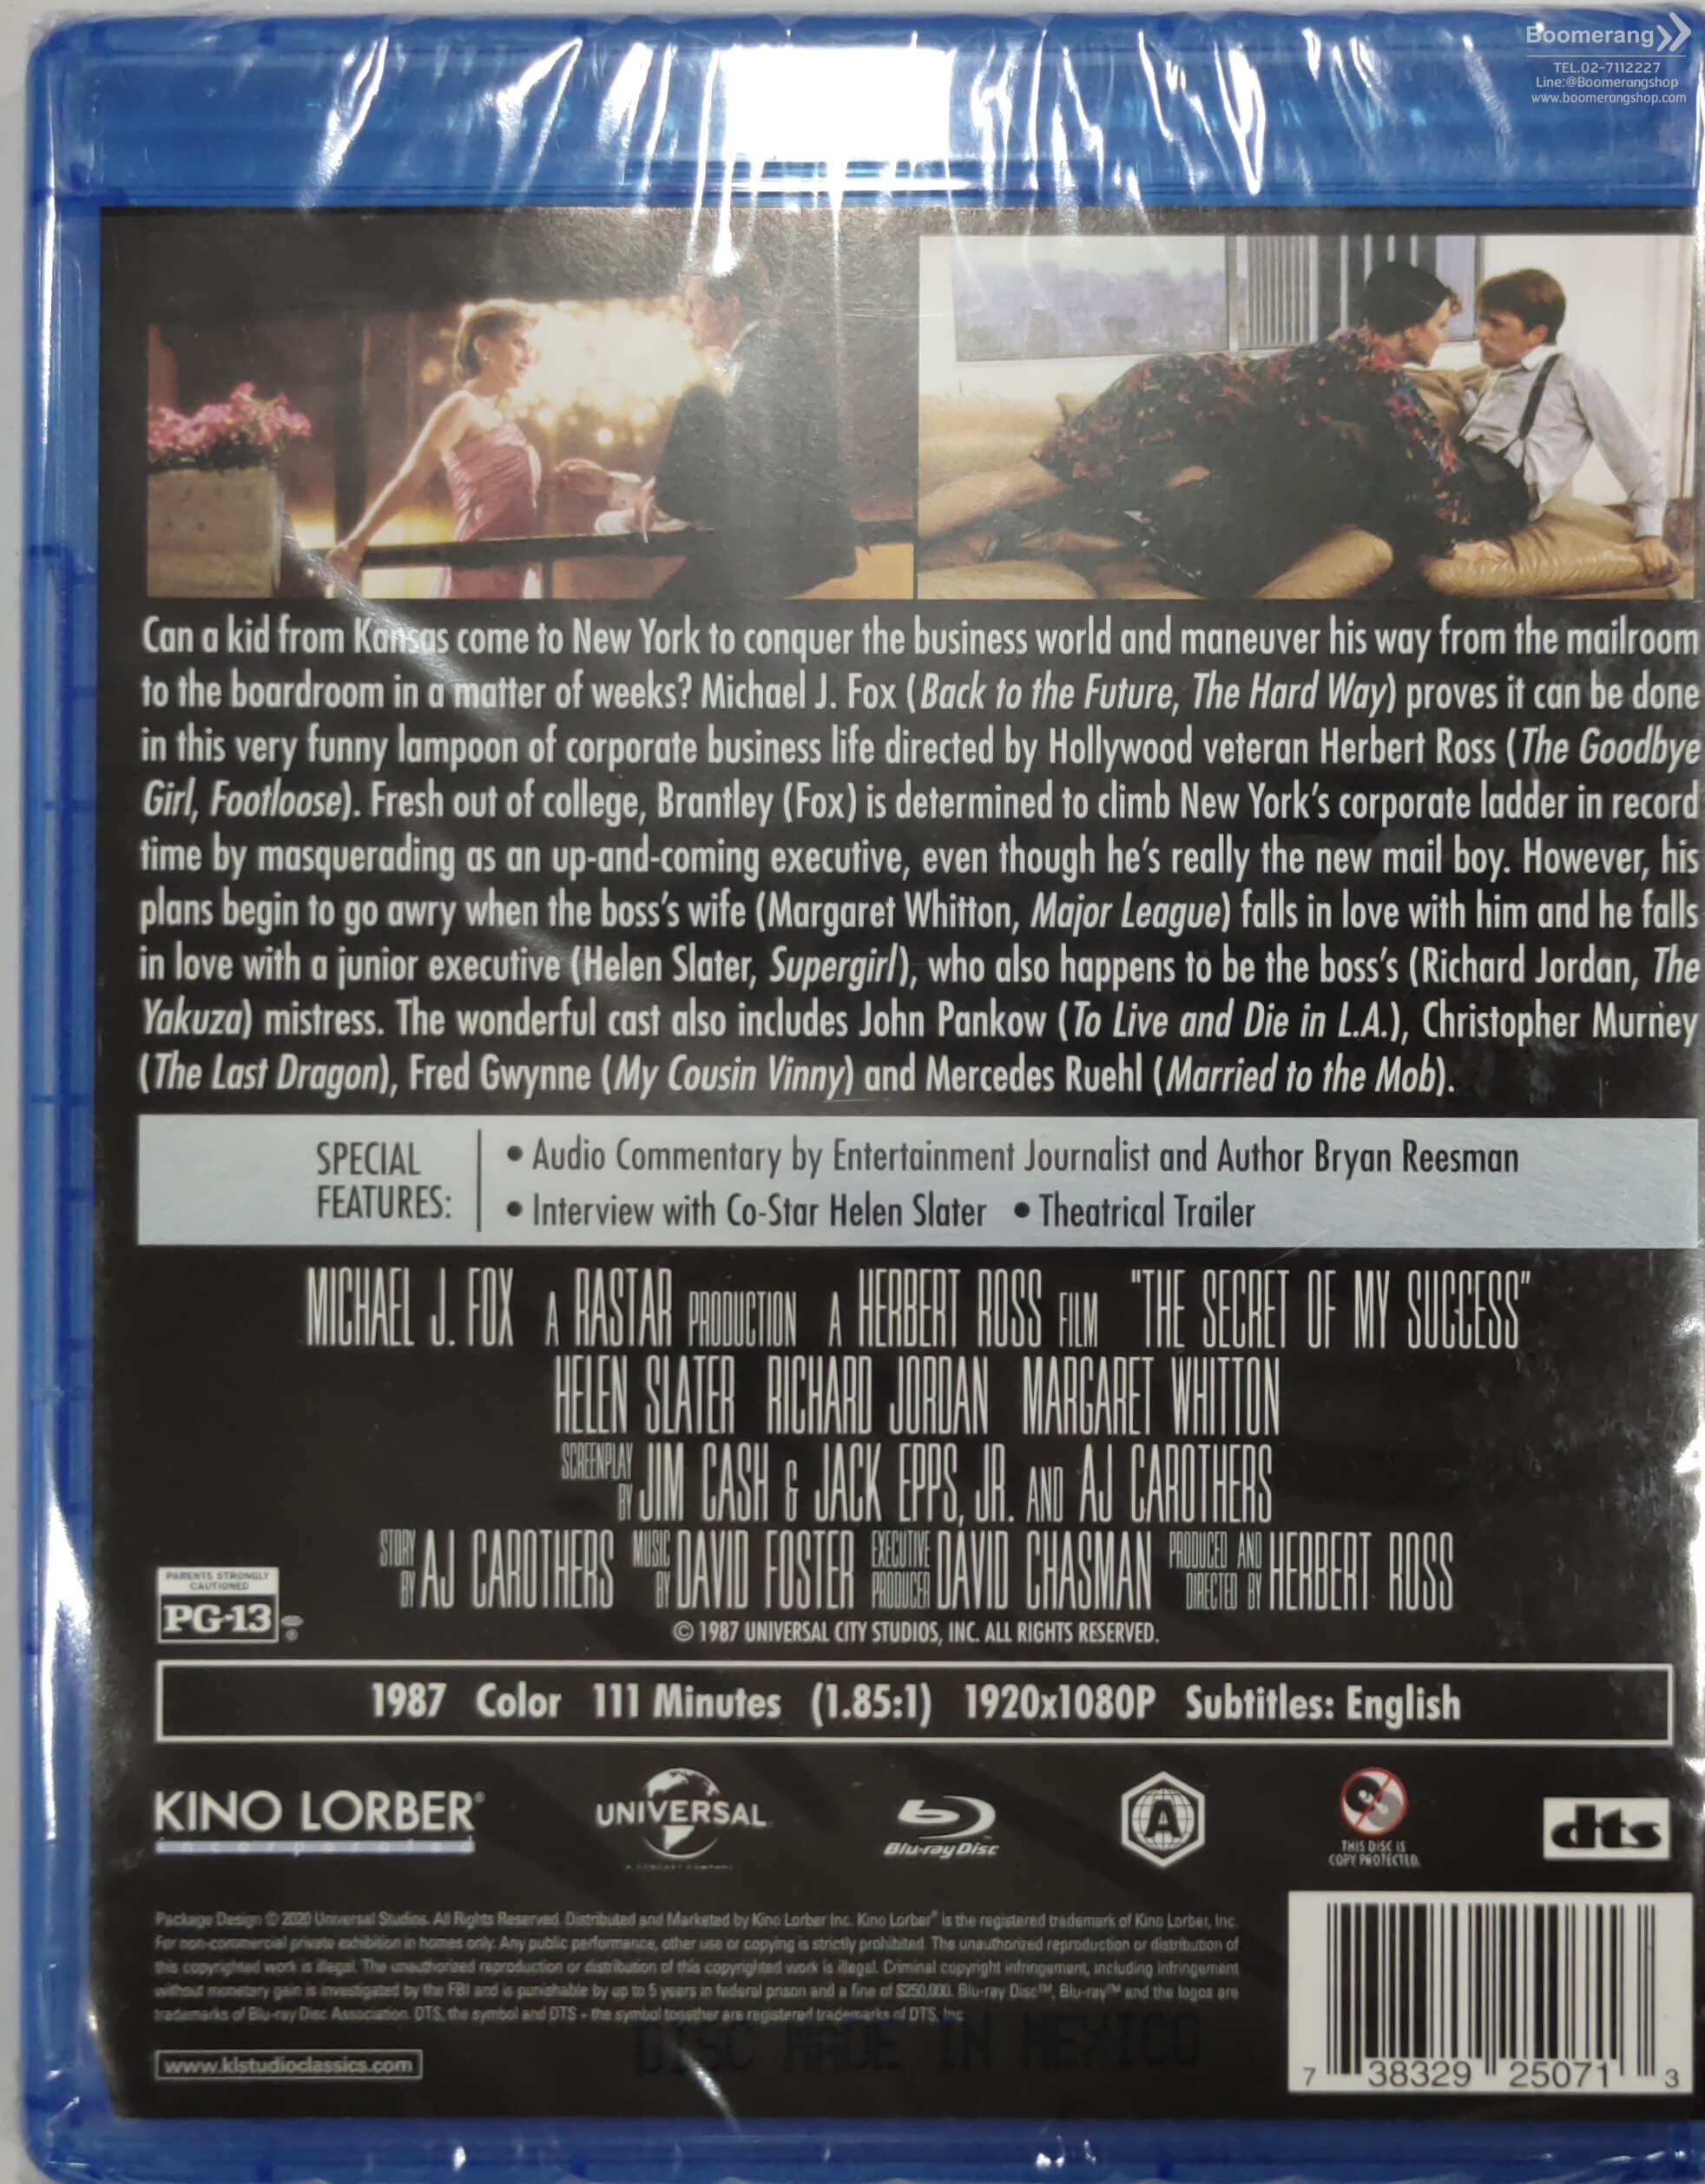 Boomerang
TEL.02-7112227
Line:@Boomerangshop
www.boomerangshop.com
Can a kid from Kansas come to New York to conquer the business world and maneuver his way from the mailroom
to the boardroom in a matter of weeks? Michael J. Fox (Back to the Future, The Hard Way) proves it can be done
in this very funny lampoon of corporate business life directed by Hollywood veteran Herbert Ross (The Goodbye
Girl, Footloose). Fresh out of college, Brantley (Fox) is determined to climb New York's corporate ladder in record
time by masquerading as an up-and-coming executive, even though he's really the new mail boy. However, his
plans begin to go awry when the boss's wife (Margaret Whitton, Major League) falls in love with him and he falls
in love with a junior executive (Helen Slater, Supergirl), who also happens to be the boss's (Richard Jordan, The
Yakuza) mistress. The wonderful cast also includes John Pankow (To Live and Die in L.A.), Christopher Murney
(The Last Dragon), Fred Gwynne (My Cousin Vinny) and Mercedes Ruehl (Married to the Mob).
SPECIAL FEATURES:
• Audio Commentary by Entertainment Journalist and Author Bryan Reesman
• Interview with Co-Star Helen Slater • Theatrical Trailer
MICHAEL J. FOX A RASTAR PRODUCTION A HERBERT ROSS FILM "THE SECRET OF MY SUCCESS"
HELEN SLATER RICHARD JORDAN MARGARET WHITTON
SCREENPLAY BY JIM CASH & JACK EPPS, JR. AND AJ CAROTHERS
STORY BY AJ CAROTHERS MUSIC BY DAVID FOSTER EXECUTIVE PRODUCER DAVID CHASMAN PRODUCED AND DIRECTED BY HERBERT ROSS
PARENTS STRONGLY CAUTIONED
PG-13
© 1987 UNIVERSAL CITY STUDIOS, INC. ALL RIGHTS RESERVED.
1987 Color 111 Minutes (1.85:1) 1920x1080P Subtitles: English
KINO LORBER®
incorporated
UNIVERSAL
A COMCAST COMPANY
Blu-ray Disc™
A
THIS DISC IS
COPY PROTECTED.
dts
Package Design © 2020 Universal Studios. All Rights Reserved. Distributed and Marketed by Kino Lorber Inc. Kino Lorber® is the registered trademark of Kino Lorber, Inc.
For non-commercial private exhibition in homes only. Any public performance, other use or copying is strictly prohibited. The unauthorized reproduction or distribution of
this copyrighted work is illegal. The unauthorized reproduction or distribution of this copyrighted work is illegal. Criminal copyright infringement, including infringement
without monetary gain is investigated by the FBI and is punishable by up to 5 years in federal prison and a fine of $250,000. Blu-ray Disc™, Blu-ray™ and the logos are
trademarks of Blu-ray Disc Association. DTS, the symbol and DTS + the symbol together are registered trademarks of DTS, Inc.
DISC MADE IN MEXICO
www.klstudioclassics.com
7 38329 25071 3